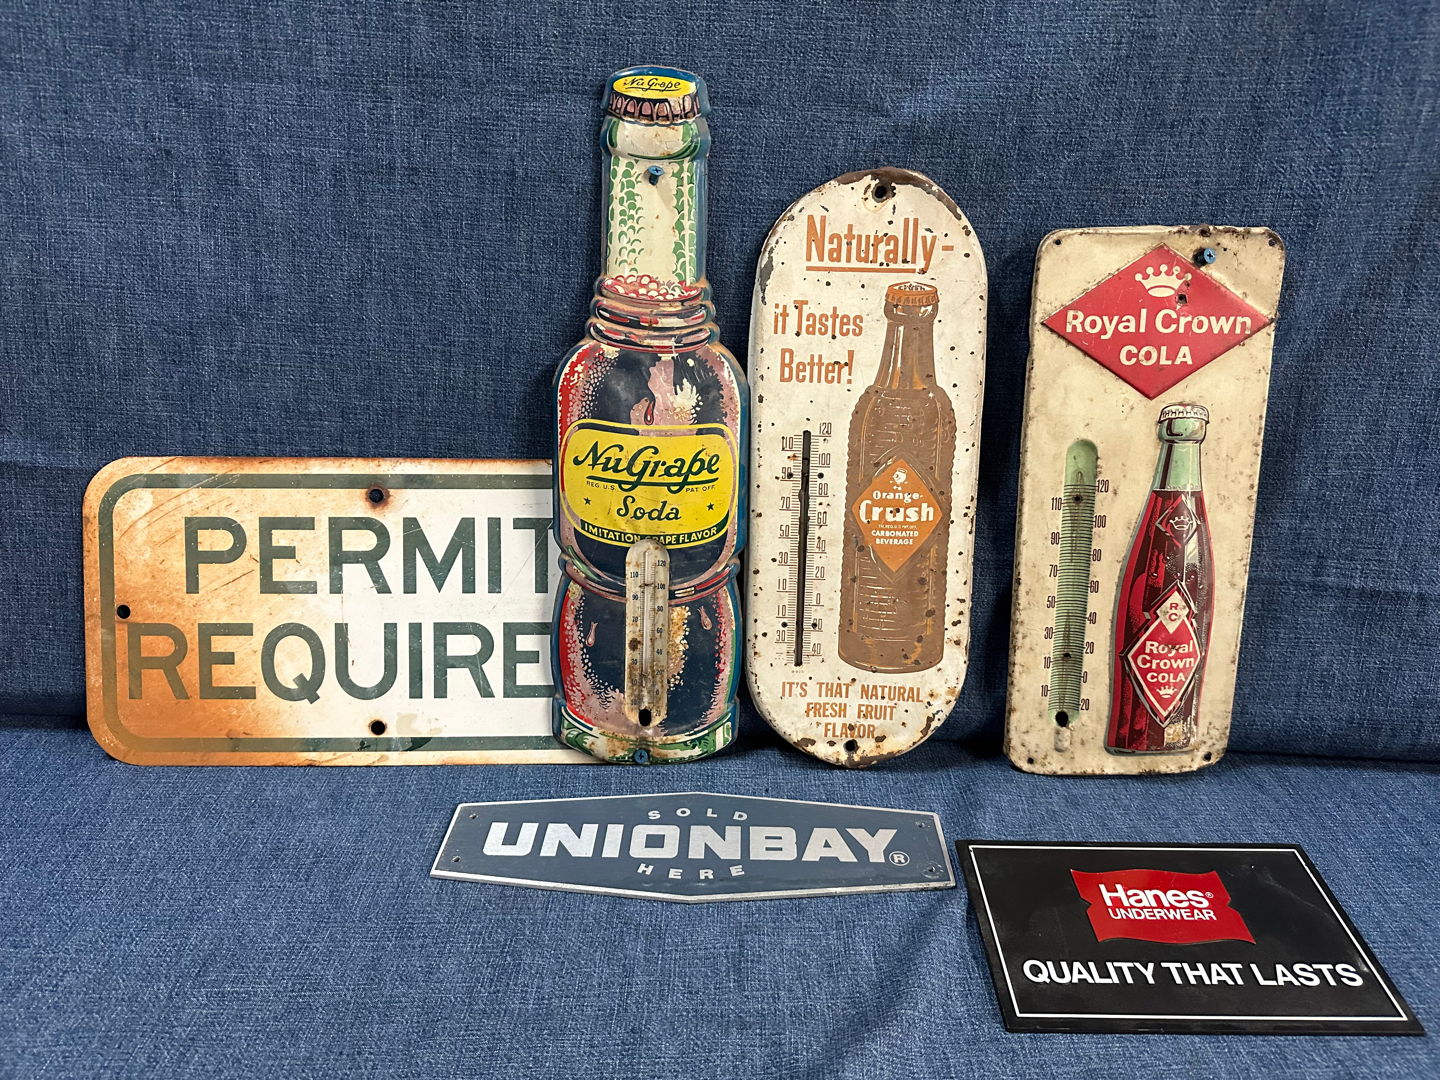 PERMIT
REQUIRE
NuGrape
NuGrape
REG. U.S. PAT. OFF.
Soda
IMITATION GRAPE FLAVOR
Naturally-
it Tastes
Better!
Orange-
Crush
CARBONATED
BEVERAGE
IT'S THAT NATURAL
FRESH FRUIT
FLAVOR
Royal Crown
COLA
R
C
Royal
Crown
COLA
SOLD
UNIONBAY®
HERE
Hanes®
UNDERWEAR
QUALITY THAT LASTS